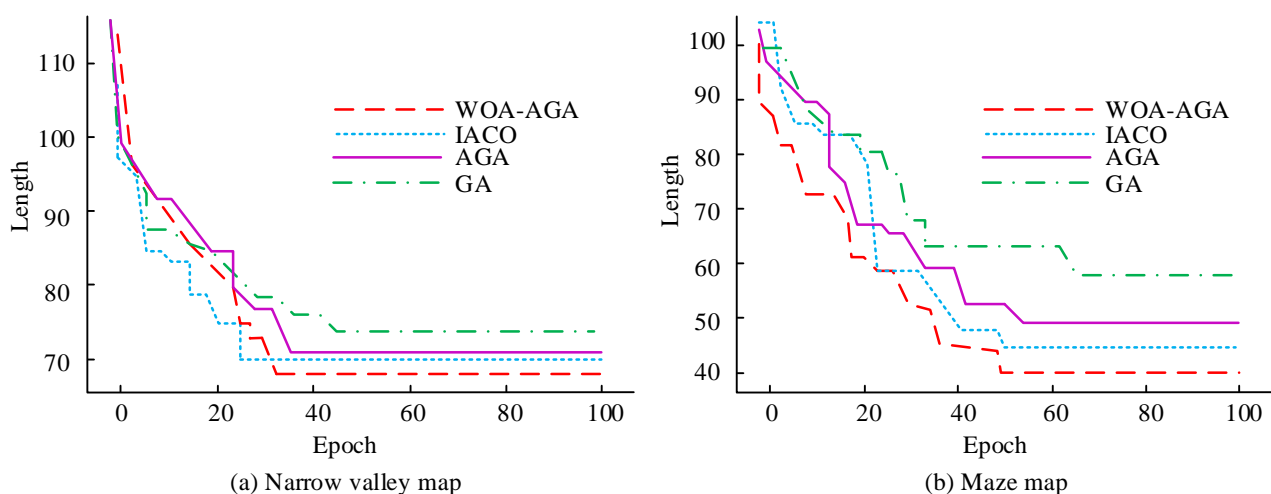 110
100
90
80
70
Length
WOA-AGA
IACO
AGA
GA
0 20 40 60 80 100
Epoch
(a) Narrow valley map
100
90
80
70
60
50
40
Length
WOA-AGA
IACO
AGA
GA
0 20 40 60 80 100
Epoch
(b) Maze map